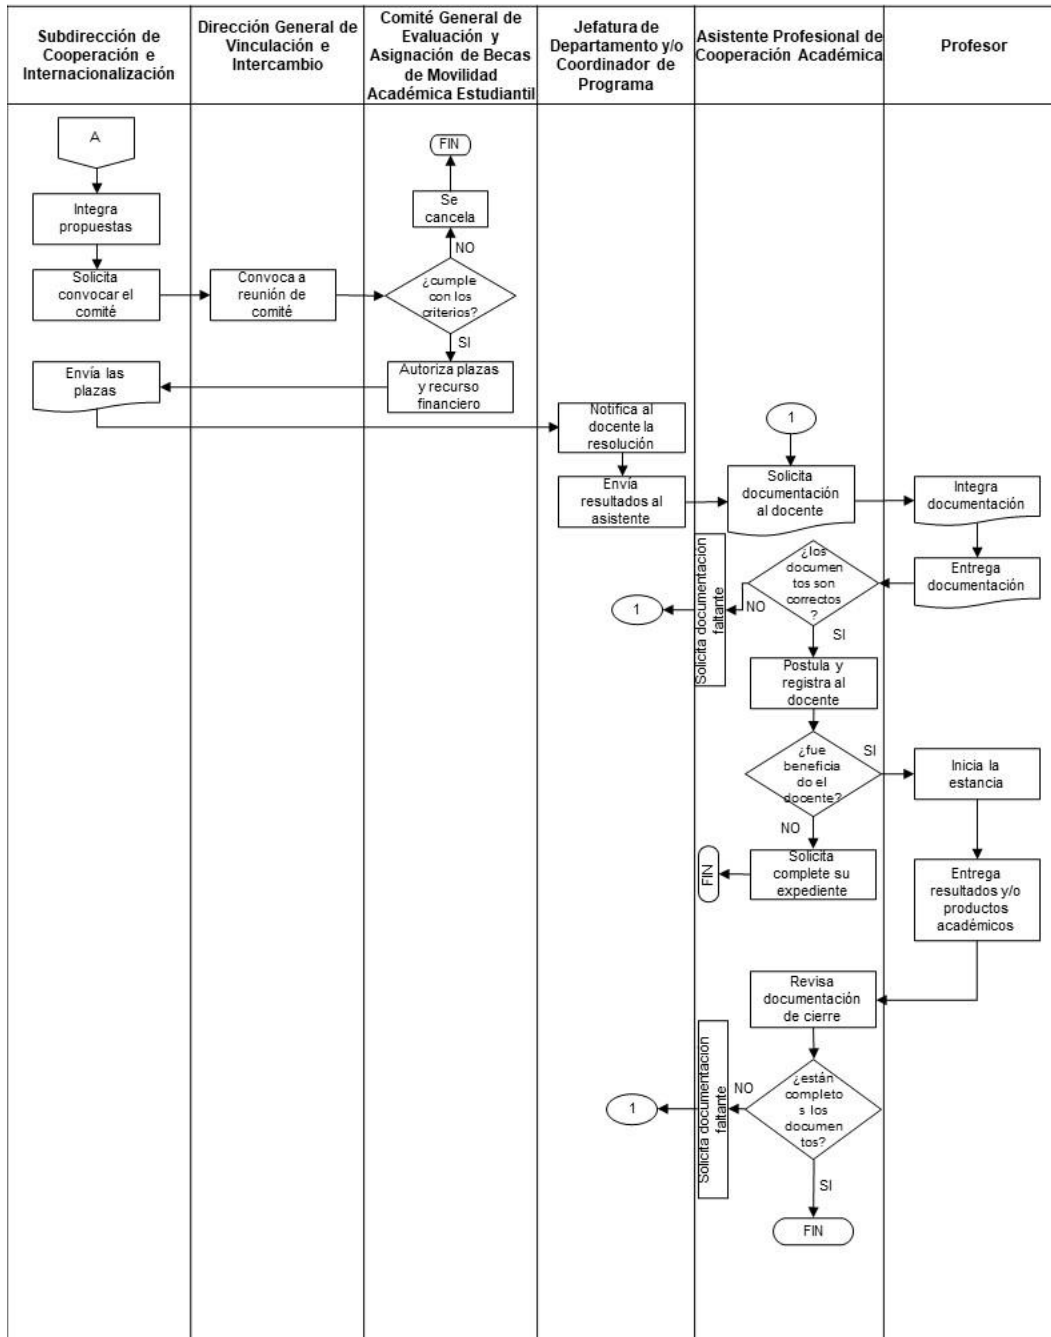 Subdirección de
Cooperación e
Internacionalización
Dirección General de
Vinculación e
Intercambio
Comité General de
Evaluación y
Asignación de Becas
de Movilidad
Académica Estudiantil
Jefatura de
Departamento y/o
Coordinador de
Programa
Asistente Profesional de
Cooperación Académica
Profesor
A
Integra
propuestas
Solicita
convocar el
comité
Convoca a
reunión de
comité
FIN
Se
cancela
NO
¿cumple
con los
criterios?
SI
Autoriza plazas
y recurso
financiero
Envía las
plazas
Notifica al
docente la
resolución
Envía
resultados al
asistente
1
Solicita
documentación
al docente
Integra
documentación
Entrega
documentación
¿los
documen
tos son
correctos
?
NO
Solicita documentación
faltante
1
SI
Postula y
registra al
docente
¿fue
beneficia
do el
docente?
SI
Inicia la
estancia
NO
Solicita
complete su
expediente
FIN
Entrega
resultados y/o
productos
académicos
Revisa
documentación
de cierre
¿están
completo
s los
documen
tos?
NO
Solicita documentación
faltante
1
SI
FIN